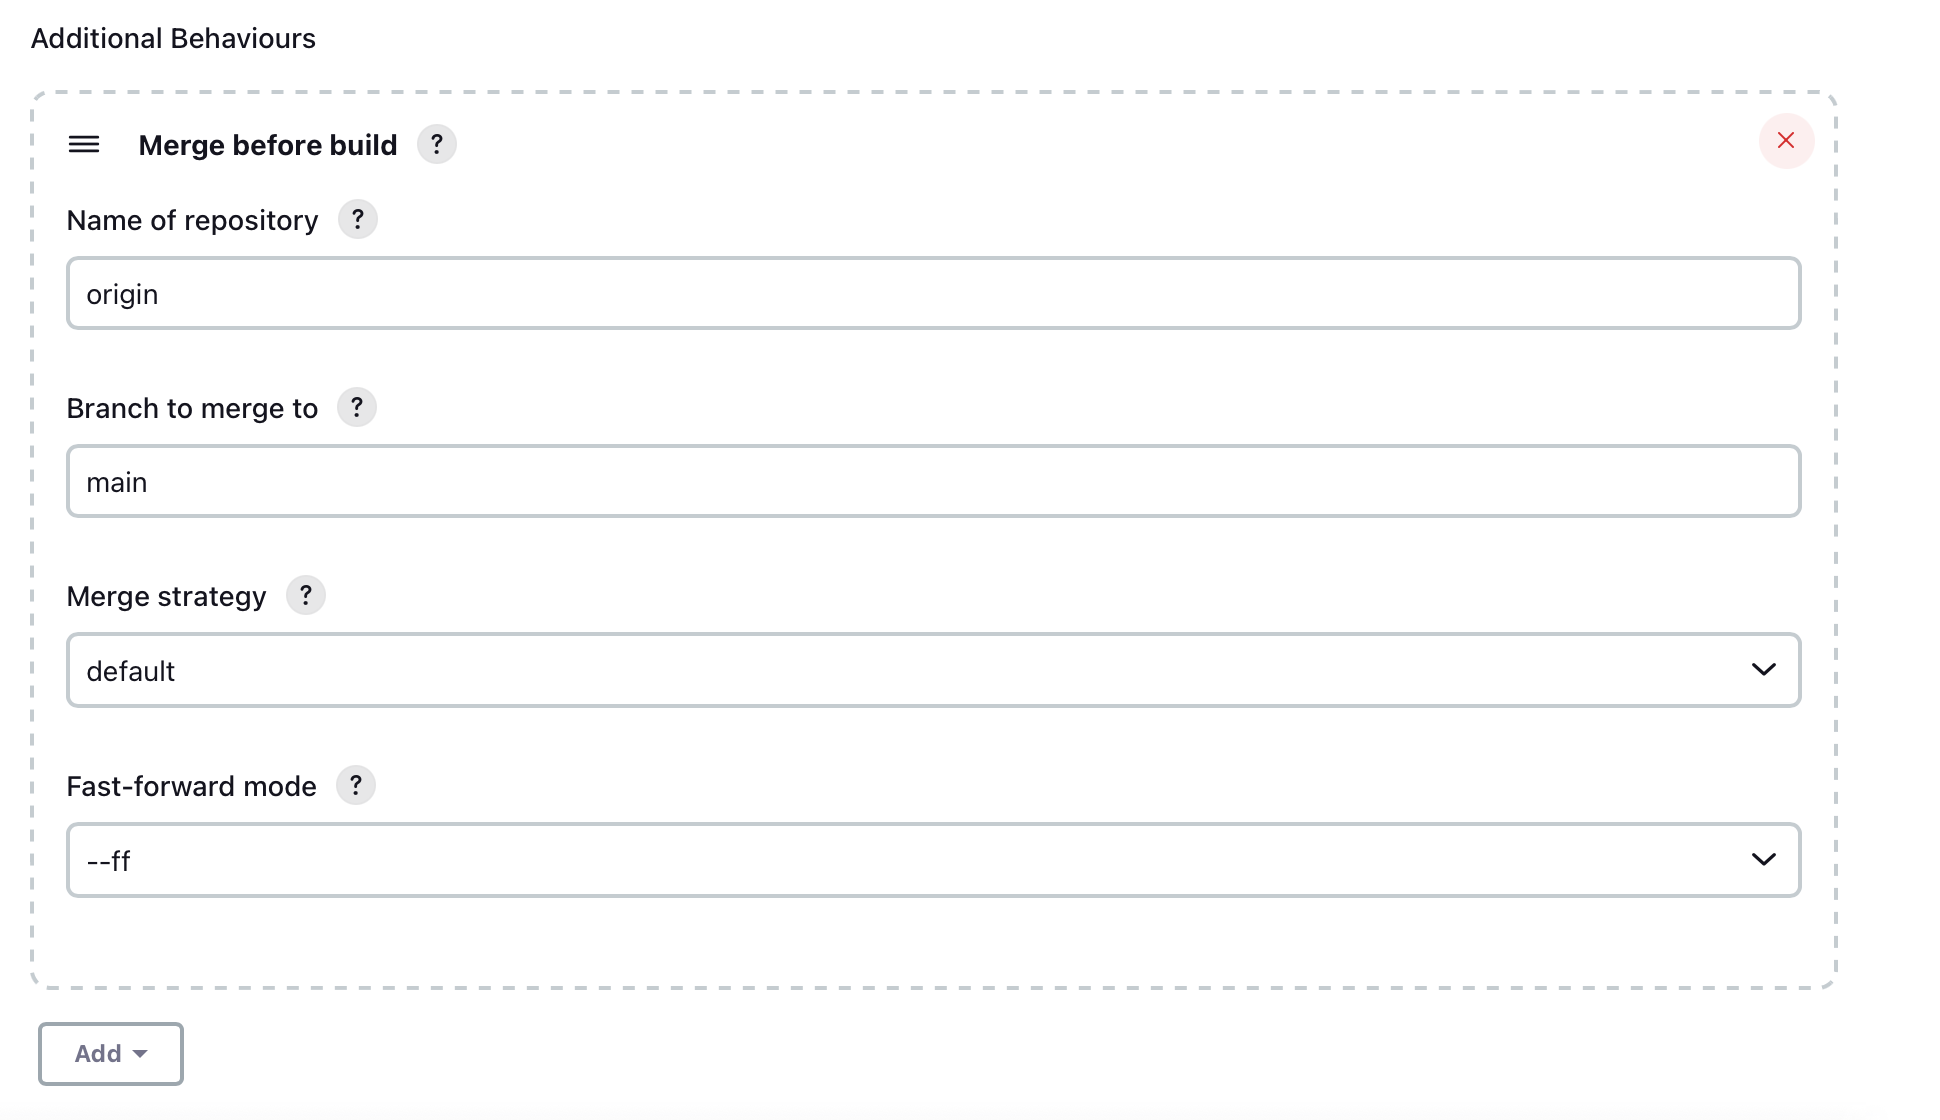 Additional Behaviours
Merge before build ?
Name of repository ?
origin
Branch to merge to ?
main
Merge strategy ?
default
Fast-forward mode ?
--ff
Add